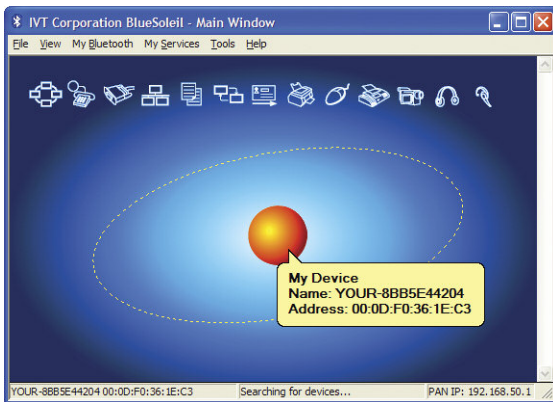 IVT Corporation BlueSoleil - Main Window
File View My Bluetooth My Services Tools Help
My Device
Name: YOUR-8BB5E44204
Address: 00:0D:F0:36:1E:C3
YOUR-8BB5E44204 00:0D:F0:36:1E:C3 Searching for devices... PAN IP: 192.168.50.1